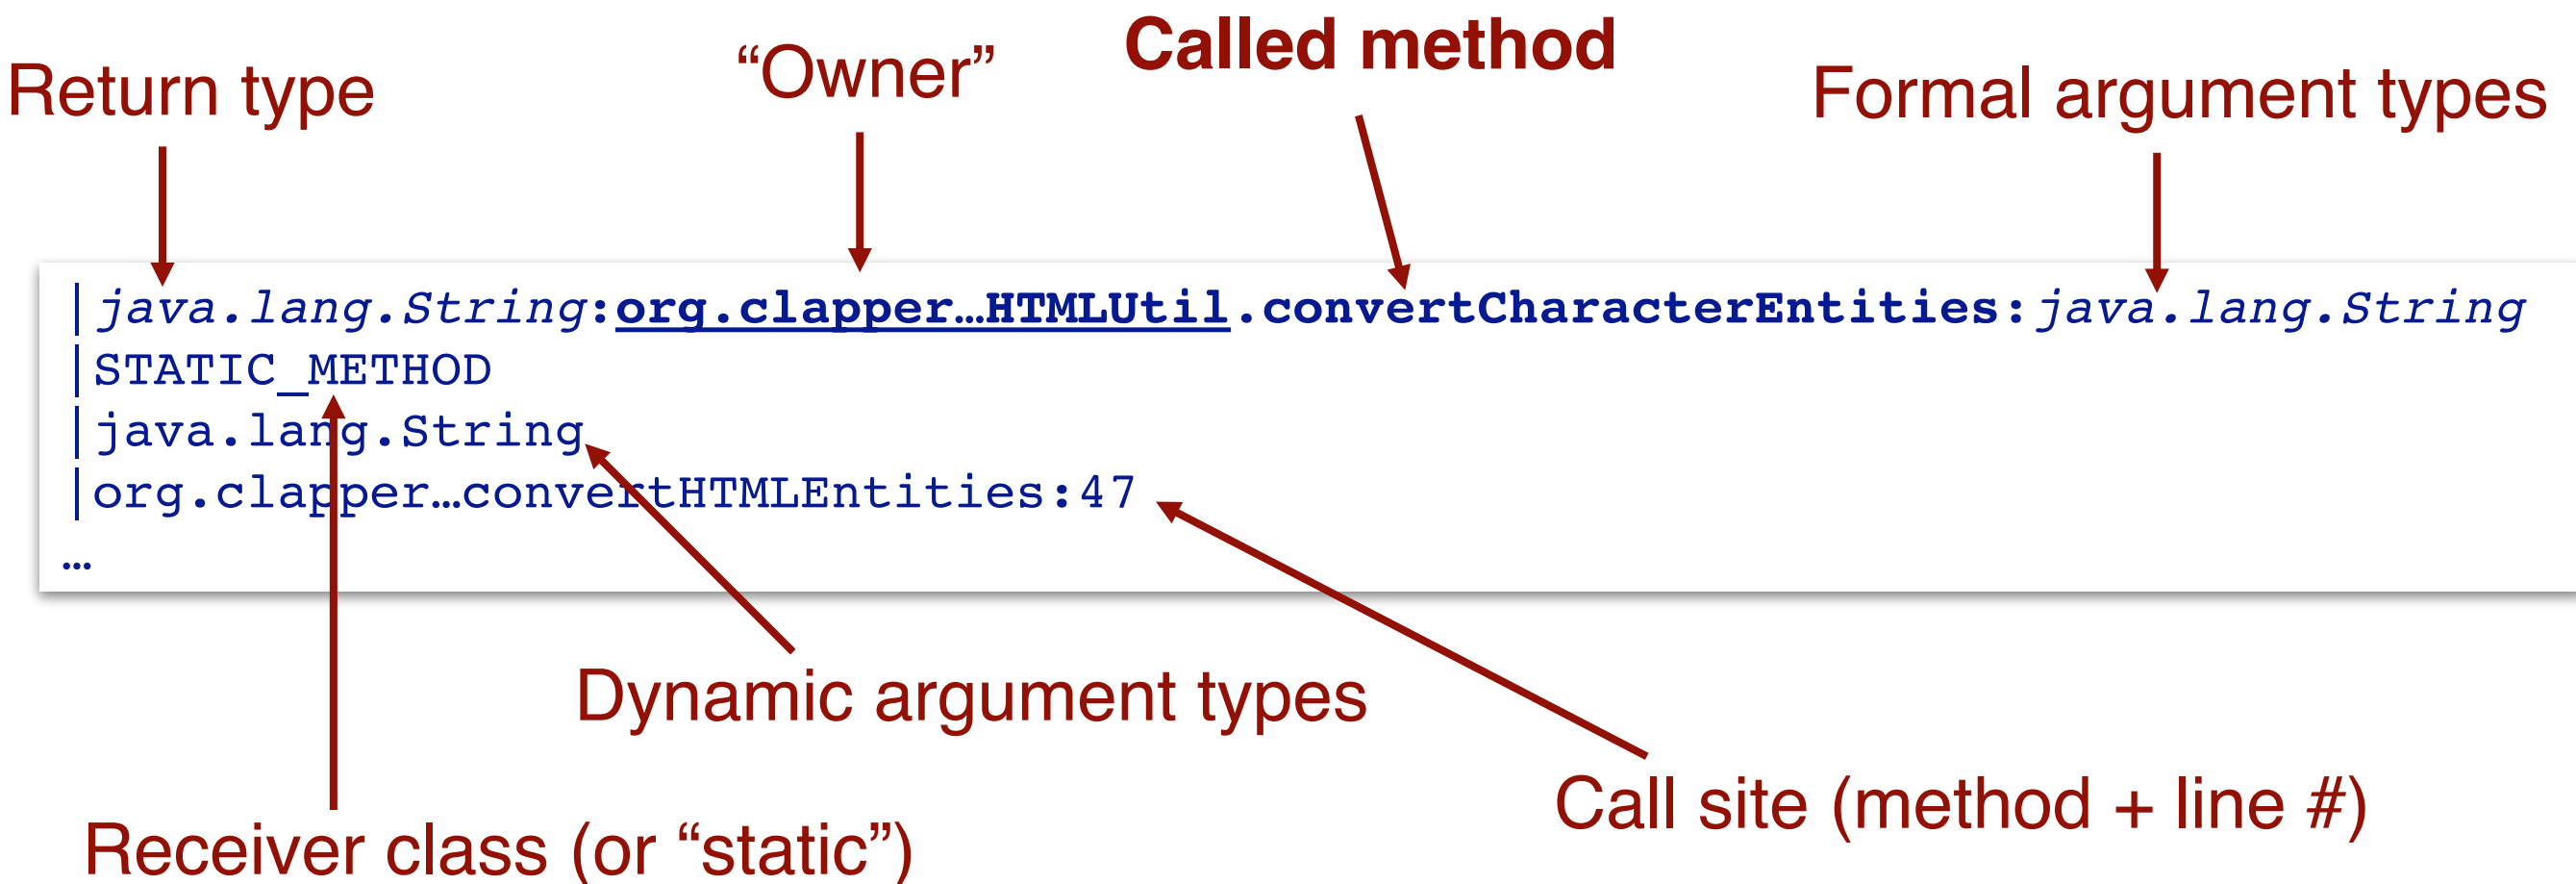 Called method
“Owner”
Return type
Formal argument types
|java.lang.String:org.clapper…HTMLUtil.convertCharacterEntities:java.lang.String
|STATIC_METHOD
|java.lang.String
|org.clapper…convertHTMLEntities:47
…
Dynamic argument types
Call site (method + line #)
Receiver class (or “static”)